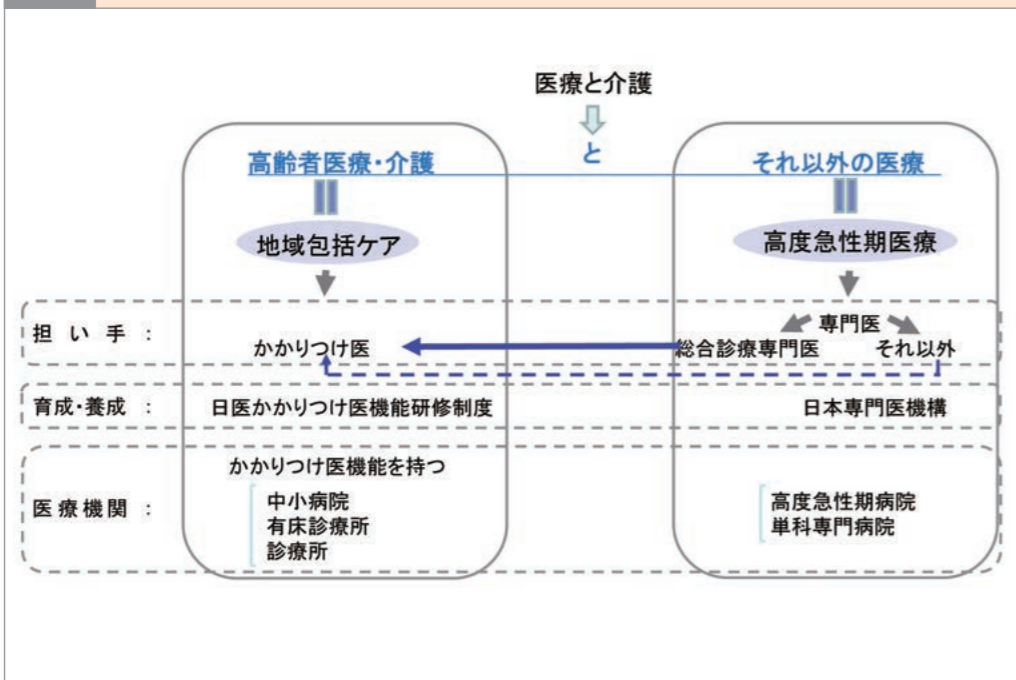 医療と介護
と
高齢者医療・介護
それ以外の医療
地域包括ケア
高度急性期医療
担い手：
専門医
かかりつけ医
総合診療専門医
それ以外
育成・養成：
日医かかりつけ医機能研修制度
日本専門医機構
医療機関：
かかりつけ医機能を持つ
中小病院
有床診療所
診療所
高度急性期病院
単科専門病院